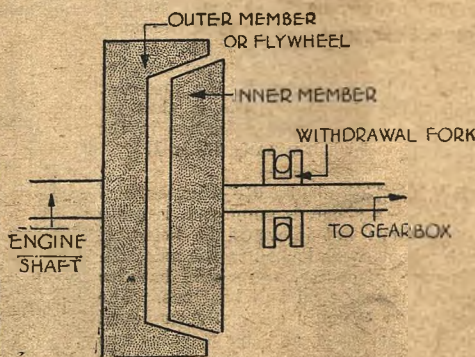 OUTER MEMBER
OR FLYWHEEL
INNER MEMBER
WITHDRAWAL FORK
ENGINE
SHAFT
TO GEARBOX